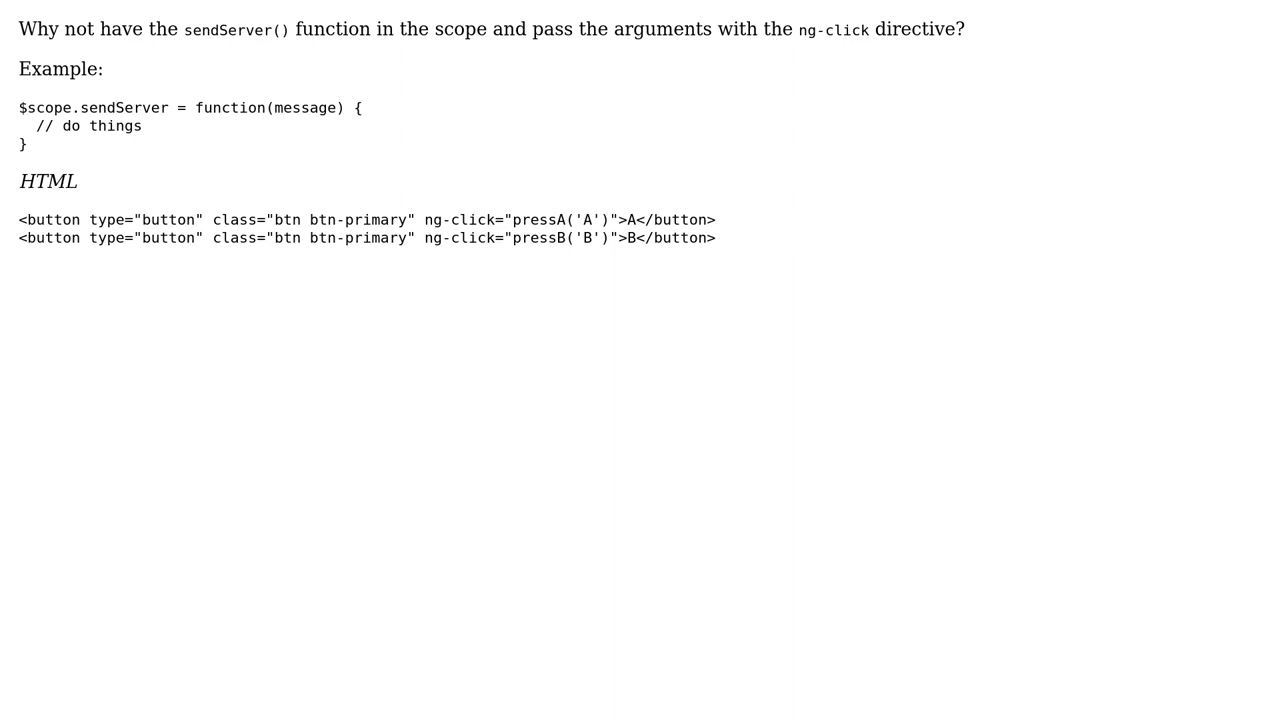 Why not have the sendServer() function in the scope and pass the arguments with the ng-click directive?
Example:
$scope.sendServer = function(message) {
  // do things
}
HTML
<button type="button" class="btn btn-primary" ng-click="pressA('A')">A</button>
<button type="button" class="btn btn-primary" ng-click="pressB('B')">B</button>